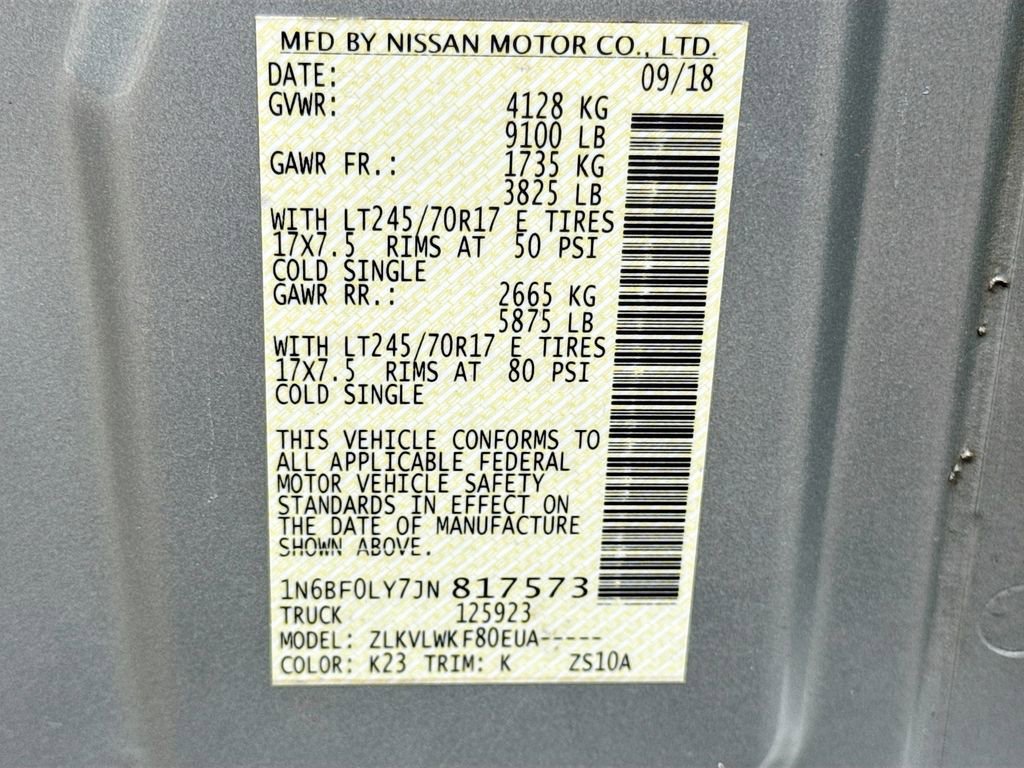 MFD BY NISSAN MOTOR CO., LTD.
DATE: 09/18
GVWR: 4128 KG
9100 LB
GAWR FR.: 1735 KG
3825 LB
WITH LT245/70R17 E TIRES
17X7.5 RIMS AT 50 PSI
COLD SINGLE
GAWR RR.: 2665 KG
5875 LB
WITH LT245/70R17 E TIRES
17X7.5 RIMS AT 80 PSI
COLD SINGLE
THIS VEHICLE CONFORMS TO
ALL APPLICABLE FEDERAL
MOTOR VEHICLE SAFETY
STANDARDS IN EFFECT ON
THE DATE OF MANUFACTURE
SHOWN ABOVE.
1N6BF0LY7JN 817573
TRUCK 125923
MODEL: ZLKVLWKF80EUA-----
COLOR: K23 TRIM: K ZS10A